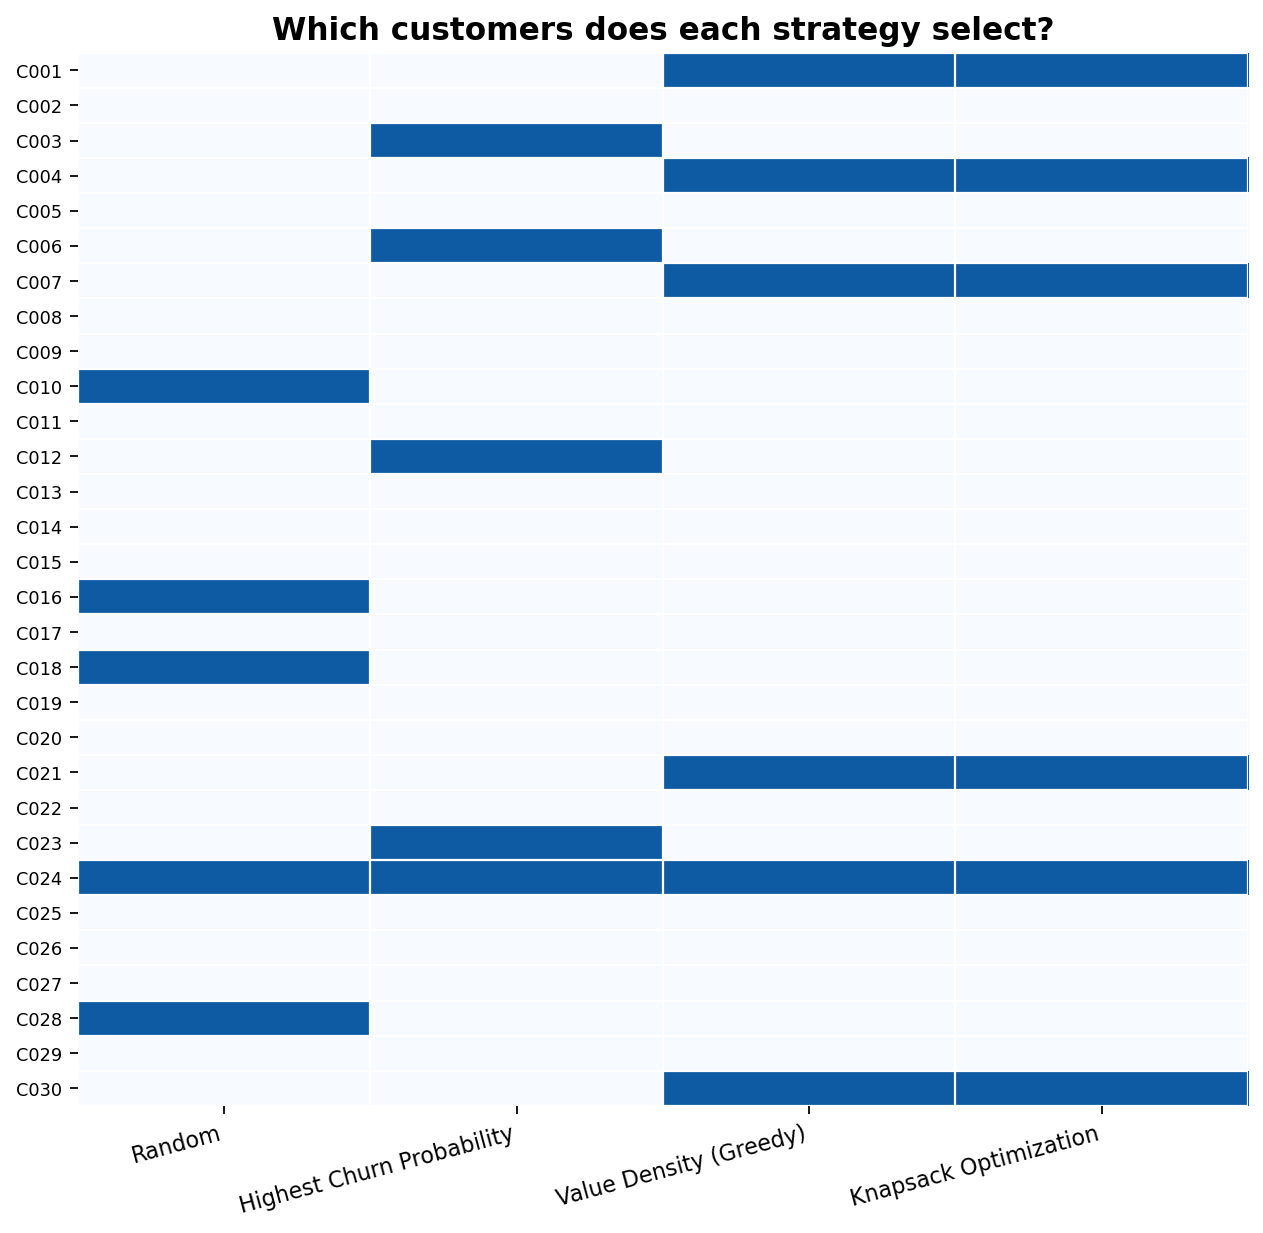 Which customers does each strategy select?
C001
C002
C003
C004
C005
C006
C007
C008
C009
C010
C011
C012
C013
C014
C015
C016
C017
C018
C019
C020
C021
C022
C023
C024
C025
C026
C027
C028
C029
C030
Random
Highest Churn Probability
Value Density (Greedy)
Knapsack Optimization